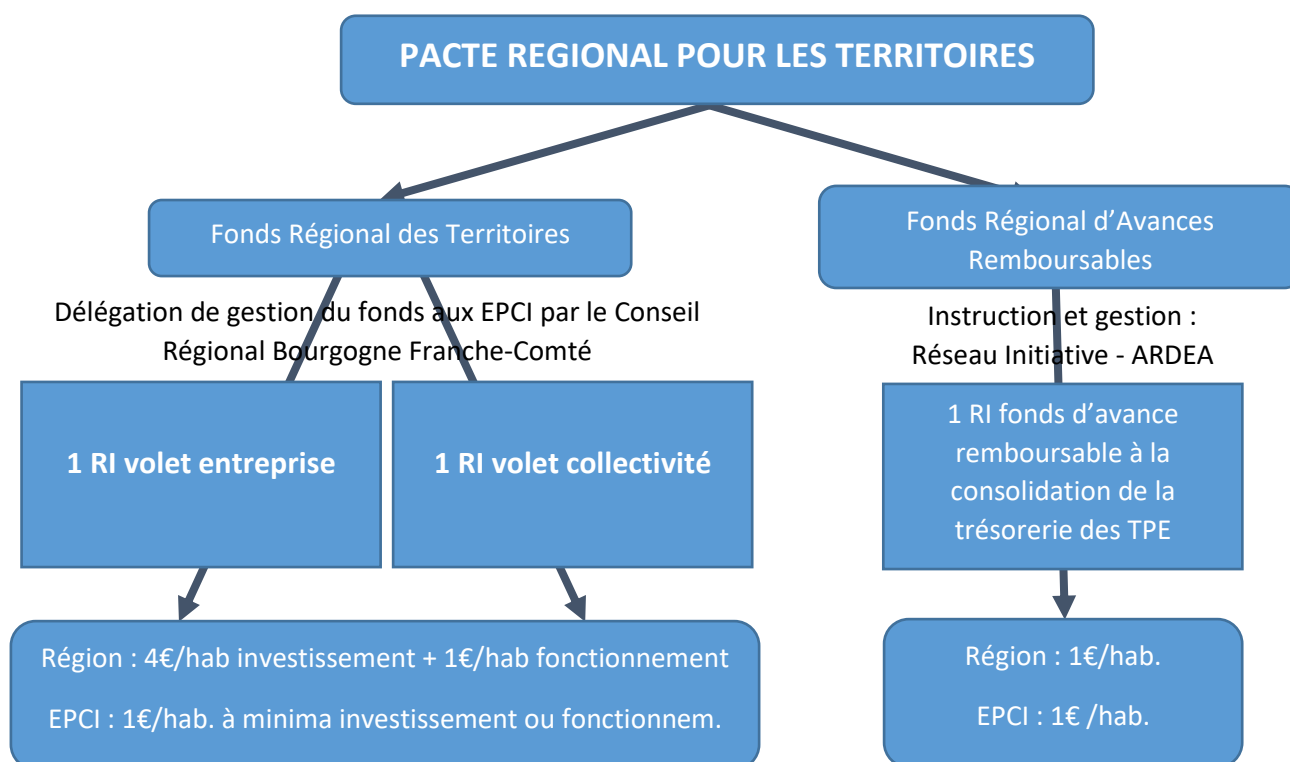 PACTE REGIONAL POUR LES TERRITOIRES
Fonds Régional des Territoires
Délégation de gestion du fonds aux EPCI par le Conseil
Régional Bourgogne Franche-Comté
1 RI volet entreprise
1 RI volet collectivité
Région : 4€/hab investissement + 1€/hab fonctionnement
EPCI : 1€/hab. à minima investissement ou fonctionnem.
Fonds Régional d’Avances
Remboursables
Instruction et gestion :
Réseau Initiative - ARDEA
1 RI fonds d’avance
remboursable à la
consolidation de la
trésorerie des TPE
Région : 1€/hab.
EPCI : 1€ /hab.